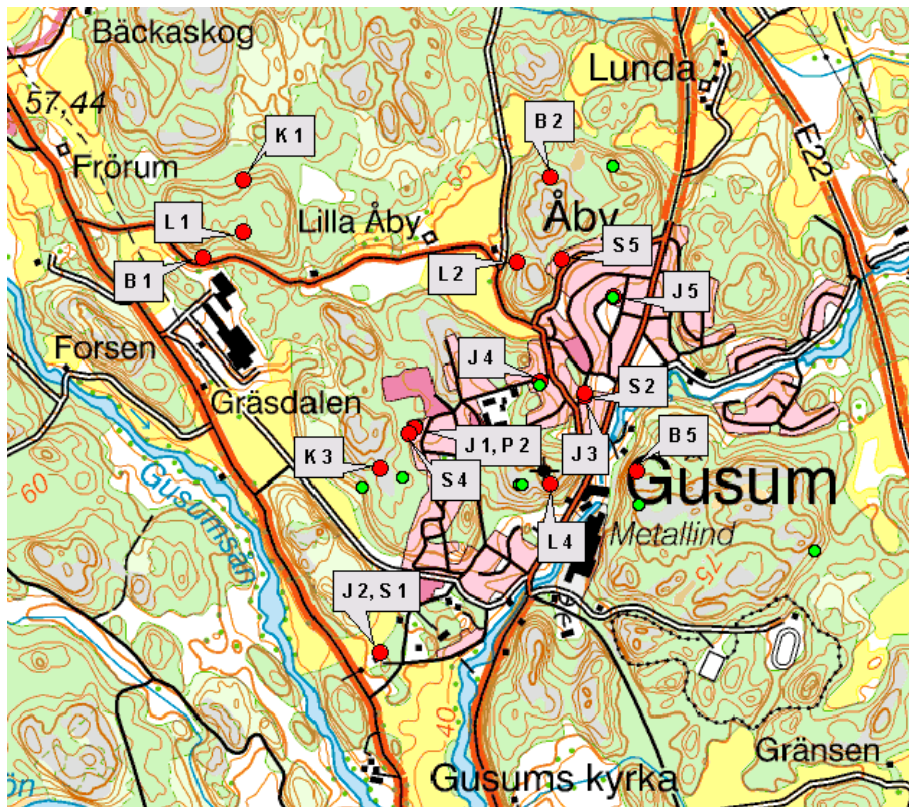 Bäckaskog
Lunda
57,44
K 1
B 2
E22
Frörum
Åby
L 1
Lilla Åby
35
S 5
B 1
L 2
J 5
Forsen
J 4
Gräsdalen
S 2
J 1, P 2
J 3
B 5
K 3
S 4
Gusum
60
Gusumsån
L 4
Metallind
75
J 2, S 1
40
Gränsen
Gusums kyrka
ön